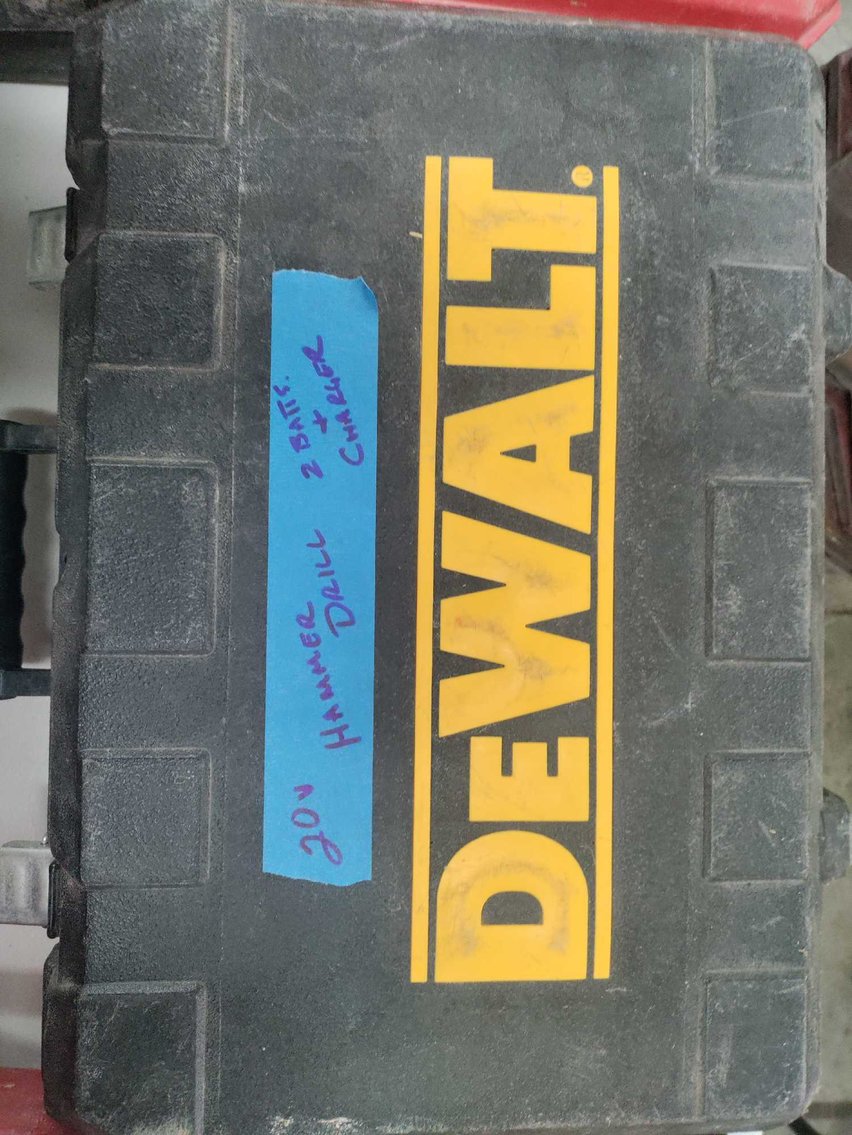 20V HAMMER DRILL 2 BATTS.
+
CHARGER
DEWALT®